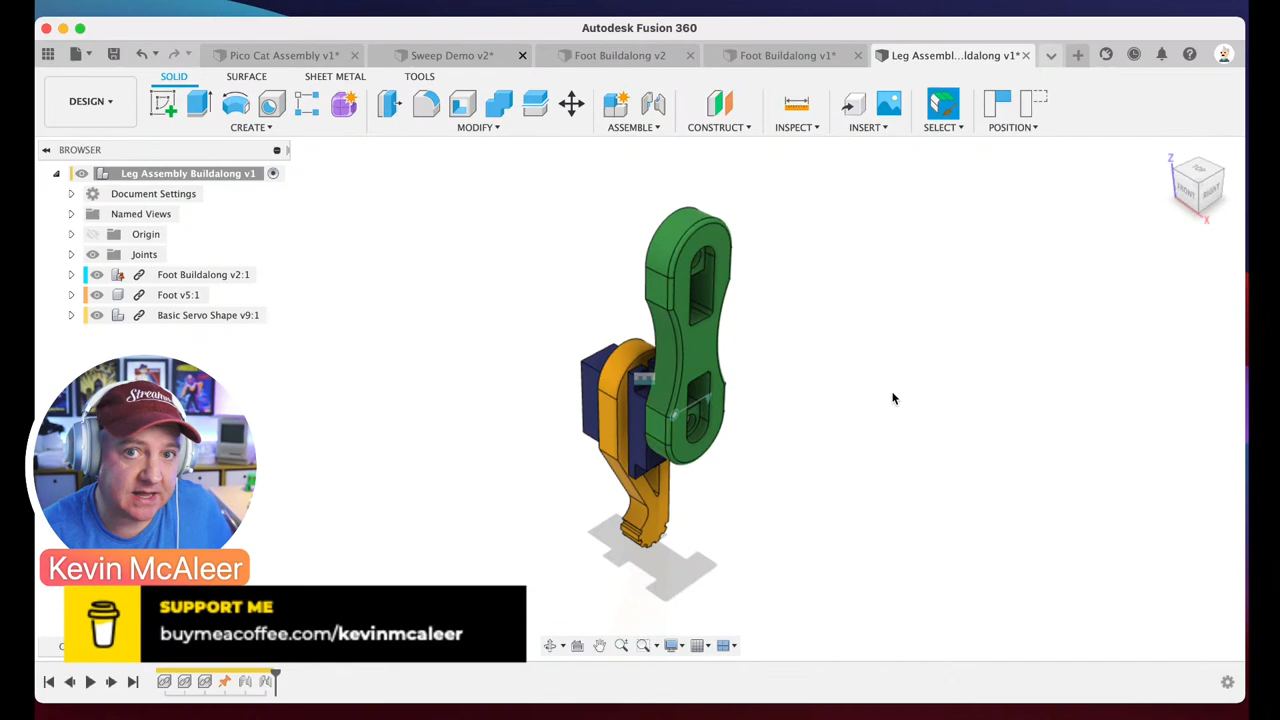 Autodesk Fusion 360
Pico Cat Assembly v1*
Sweep Demo v2*
Foot Buildalong v2
Foot Buildalong v1*
Leg Assembl...ldalong v1*
SOLID
SURFACE
SHEET METAL
TOOLS
DESIGN
CREATE
MODIFY
ASSEMBLE
CONSTRUCT
INSPECT
INSERT
SELECT
POSITION
BROWSER
Leg Assembly Buildalong v1
Document Settings
Named Views
Origin
Joints
Foot Buildalong v2:1
Foot v5:1
Basic Servo Shape v9:1
Z
TOP
FRONT
RIGHT
X
Kevin McAleer
SUPPORT ME
buymeacoffee.com/kevinmcaleer